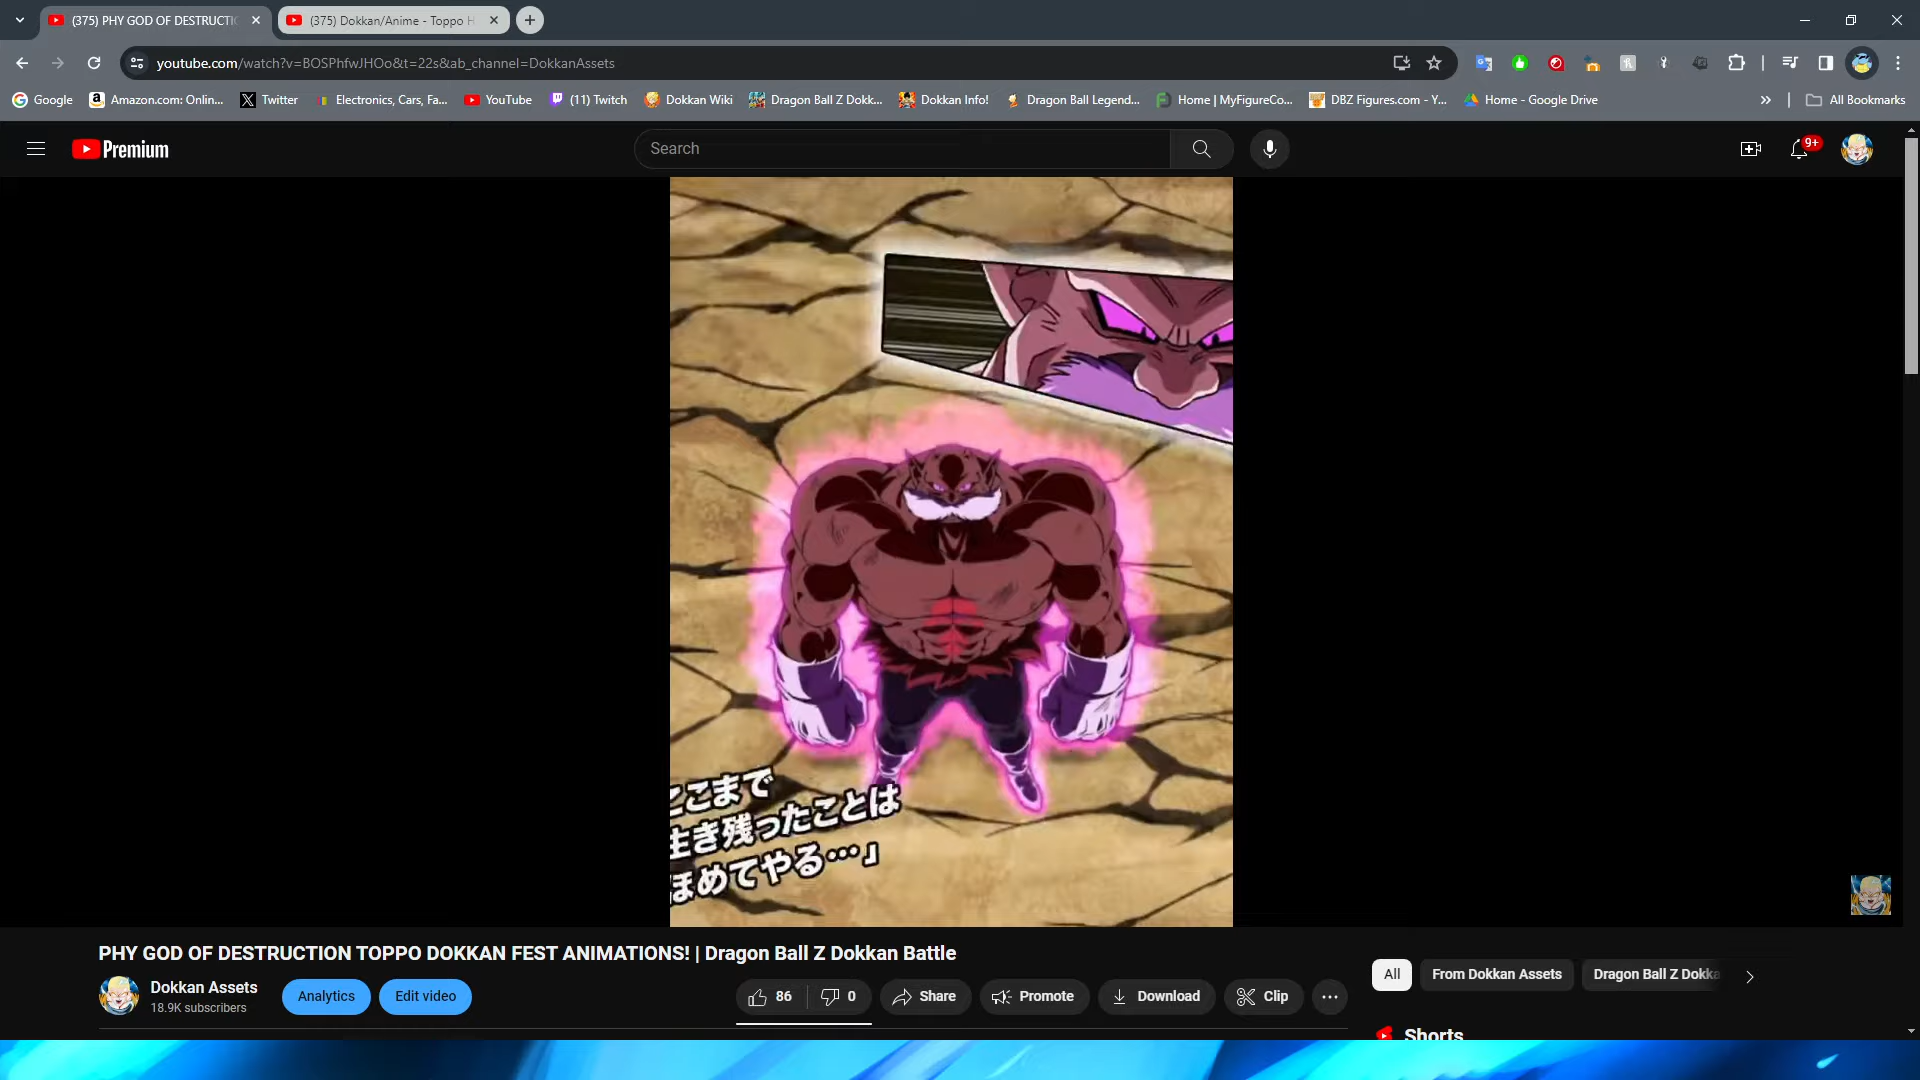 (375) PHY GOD OF DESTRUCTI
(375) Dokkan/Anime - Toppo H
youtube.com/watch?v=BOSPhfwJHOo&t=22s&ab_channel=DokkanAssets
Google
Amazon.com: Onlin...
Twitter
Electronics, Cars, Fa...
YouTube
(11) Twitch
Dokkan Wiki
Dragon Ball Z Dokk...
Dokkan Info!
Dragon Ball Legend...
Home | MyFigureCo...
DBZ Figures.com - Y...
Home - Google Drive
All Bookmarks
Premium
Search
9+
ここまで
生き残ったことは
ほめてやる…」
PHY GOD OF DESTRUCTION TOPPO DOKKAN FEST ANIMATIONS! | Dragon Ball Z Dokkan Battle
Dokkan Assets
18.9K subscribers
Analytics
Edit video
86
0
Share
Promote
Download
Clip
All
From Dokkan Assets
Dragon Ball Z Dokka
Shorts